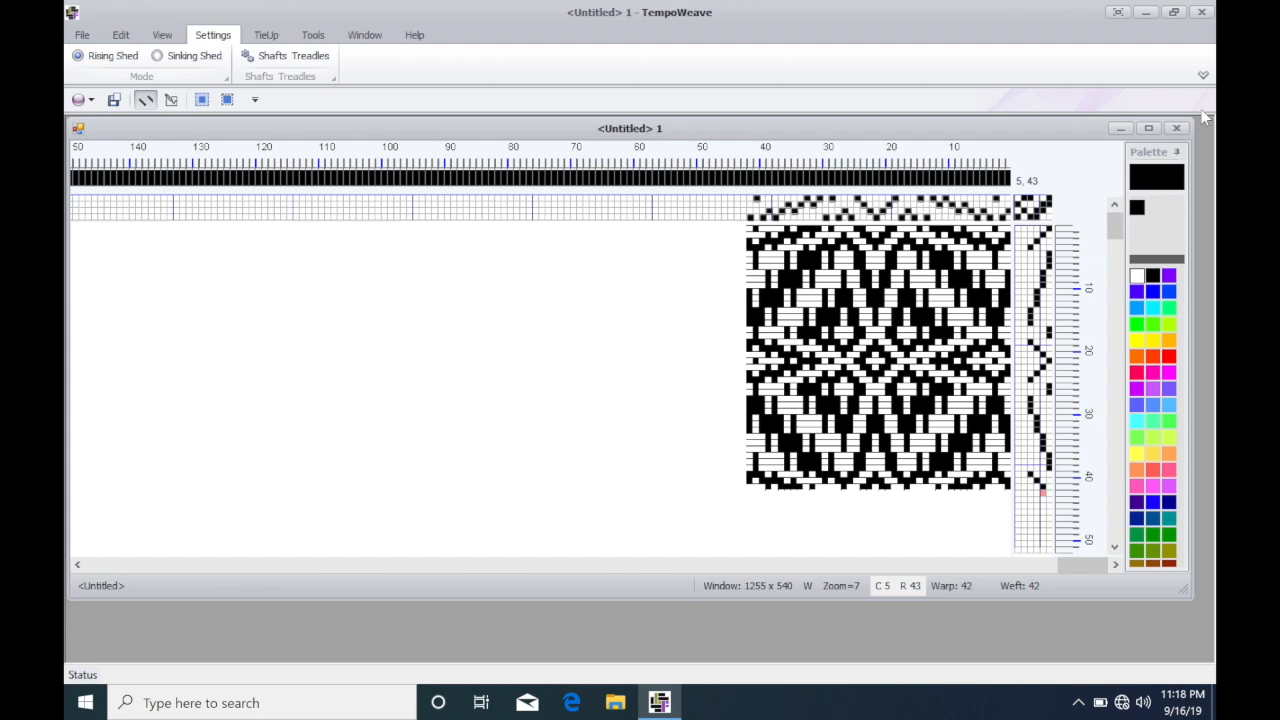 <Untitled> 1 - TempoWeave
File Edit View Settings TieUp Tools Window Help
Rising Shed Sinking Shed Shafts Treadles
Mode Shafts Treadles
<Untitled> 1
50 140 130 120 110 100 90 80 70 60 50 40 30 20 10
Palette
5, 43
10
20
30
40
50
<Untitled> Window: 1255 x 540 W Zoom=7 C 5 R 43 Warp: 42 Weft: 42
Status
Type here to search
11:18 PM
9/16/19